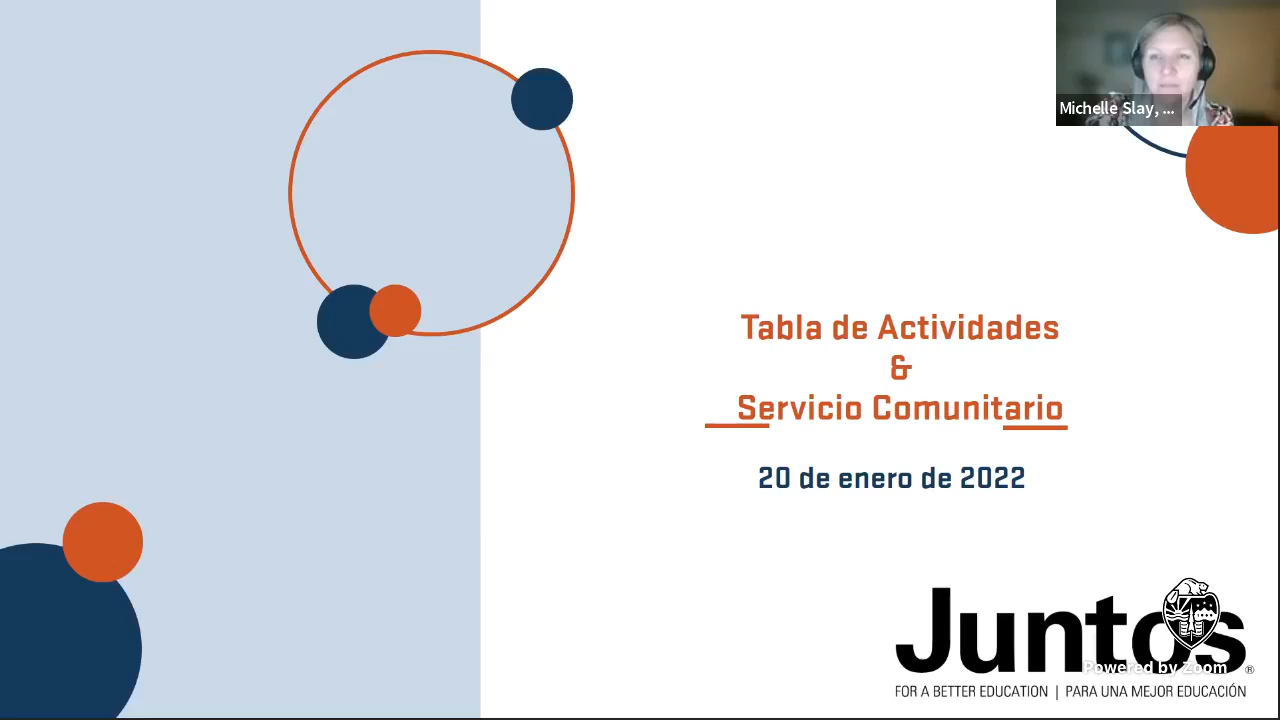 Michelle Slay, ...
Tabla de Actividades
&
Servicio Comunitario
20 de enero de 2022
Juntos
Powered by Zoom
®
FOR A BETTER EDUCATION | PARA UNA MEJOR EDUCACIÓN